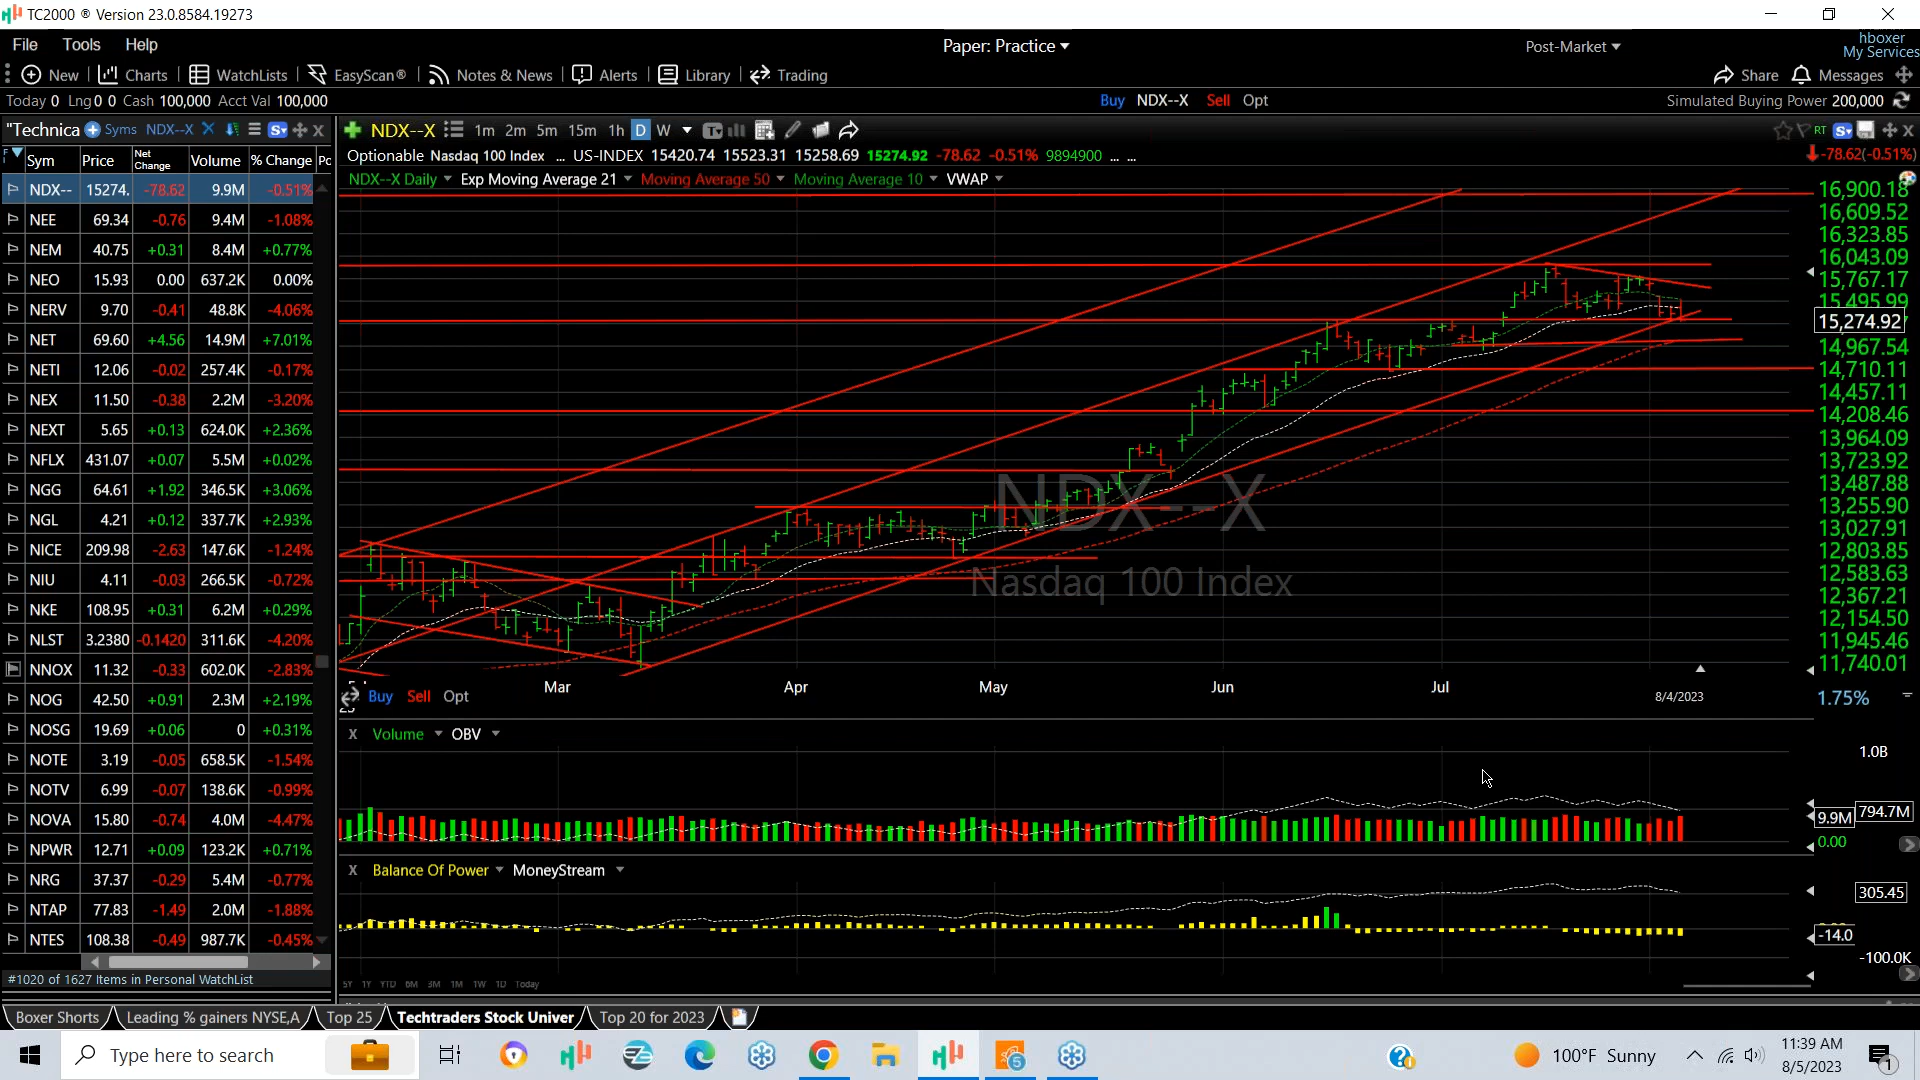 TC2000 ® Version 23.0.8584.19273
File Tools Help
Paper: Practice
Post-Market
hboxer
My Services
New Charts WatchLists EasyScan® Notes & News Alerts Library Trading
Share Messages
Today 0 Lng 0 0 Cash 100,000 Acct Val 100,000
Buy NDX--X Sell Opt
Simulated Buying Power 200,000
"Technica Syms NDX--X
NDX--X 1m 2m 5m 15m 1h D W
RT
Optionable Nasdaq 100 Index ... US-INDEX 15420.74 15523.31 15258.69 15274.92 -78.62 -0.51% 9894900 ... ...
-78.62(-0.51%)
NDX--X Daily Exp Moving Average 21 Moving Average 50 Moving Average 10 VWAP
Sym Price Net Change Volume % Change Pc
NDX-- 15274. -78.62 9.9M -0.51%
NEE 69.34 -0.76 9.4M -1.08%
NEM 40.75 +0.31 8.4M +0.77%
NEO 15.93 0.00 637.2K 0.00%
NERV 9.70 -0.41 48.8K -4.06%
NET 69.60 +4.56 14.9M +7.01%
NETI 12.06 -0.02 257.4K -0.17%
NEX 11.50 -0.38 2.2M -3.20%
NEXT 5.65 +0.13 624.0K +2.36%
NFLX 431.07 +0.07 5.5M +0.02%
NGG 64.61 +1.92 346.5K +3.06%
NGL 4.21 +0.12 337.7K +2.93%
NICE 209.98 -2.63 147.6K -1.24%
NIU 4.11 -0.03 266.5K -0.72%
NKE 108.95 +0.31 6.2M +0.29%
NLST 3.2380 -0.1420 311.6K -4.20%
NNOX 11.32 -0.33 602.0K -2.83%
NOG 42.50 +0.91 2.3M +2.19%
NOSG 19.69 +0.06 0 +0.31%
NOTE 3.19 -0.05 658.5K -1.54%
NOTV 6.99 -0.07 138.6K -0.99%
NOVA 15.80 -0.74 4.0M -4.47%
NPWR 12.71 +0.09 123.2K +0.71%
NRG 37.37 -0.29 5.4M -0.77%
NTAP 77.83 -1.49 2.0M -1.88%
NTES 108.38 -0.49 987.7K -0.45%
#1020 of 1627 Items in Personal WatchList
16,900.18
16,609.52
16,323.85
16,043.09
15,767.17
15,495.99
15,274.92
14,967.54
14,710.11
14,457.11
14,208.46
13,964.09
13,723.92
13,487.88
13,255.90
13,027.91
12,803.85
12,583.63
12,367.21
12,154.50
11,945.46
11,740.01
NDX--X
Nasdaq 100 Index
Mar Apr May Jun Jul
8/4/2023
1.75%
Buy Sell Opt
X Volume OBV
1.0B
9.9M 794.7M
0.00
X Balance Of Power MoneyStream
305.45
-14.0
-100.0K
5Y 1Y YTD 6M 3M 1M 1W 1D Today
Boxer Shorts Leading % gainers NYSE,A Top 25 Techtraders Stock Univer Top 20 for 2023
Type here to search
5
100°F Sunny
11:39 AM
8/5/2023
1